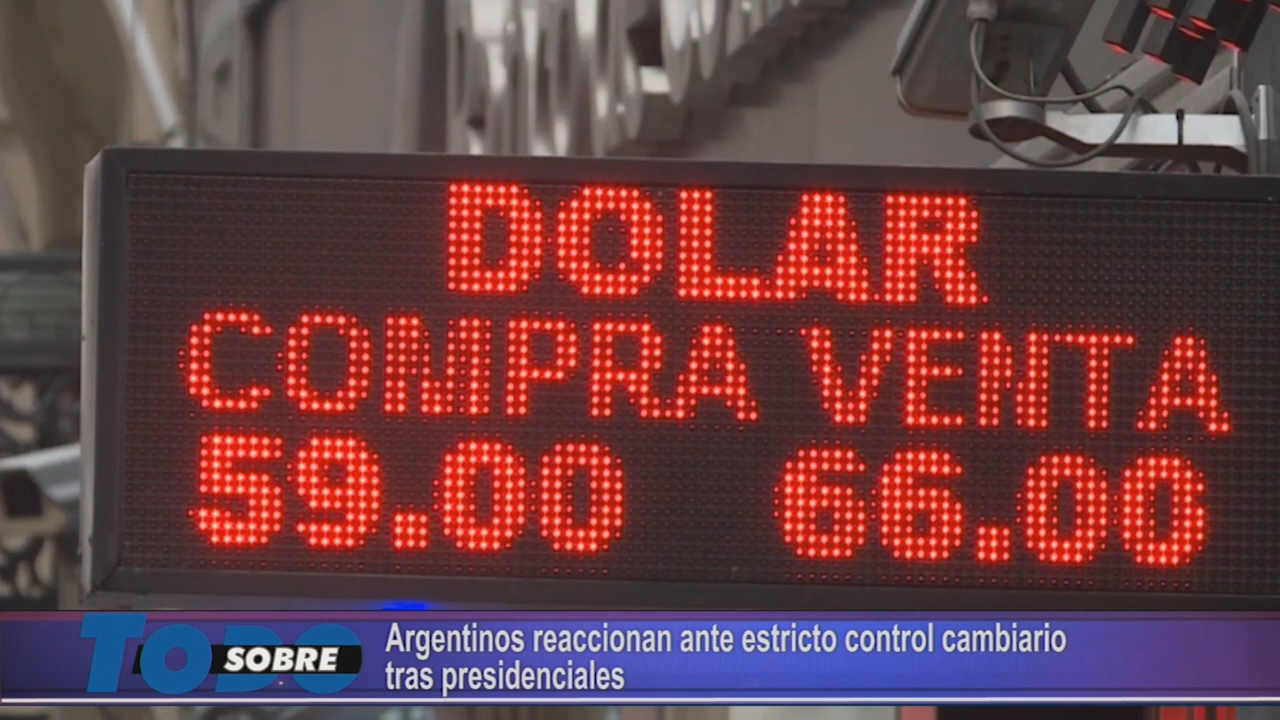 DOLAR
COMPRA VENTA
59.00 66.00
TODO SOBRE
Argentinos reaccionan ante estricto control cambiario
tras presidenciales